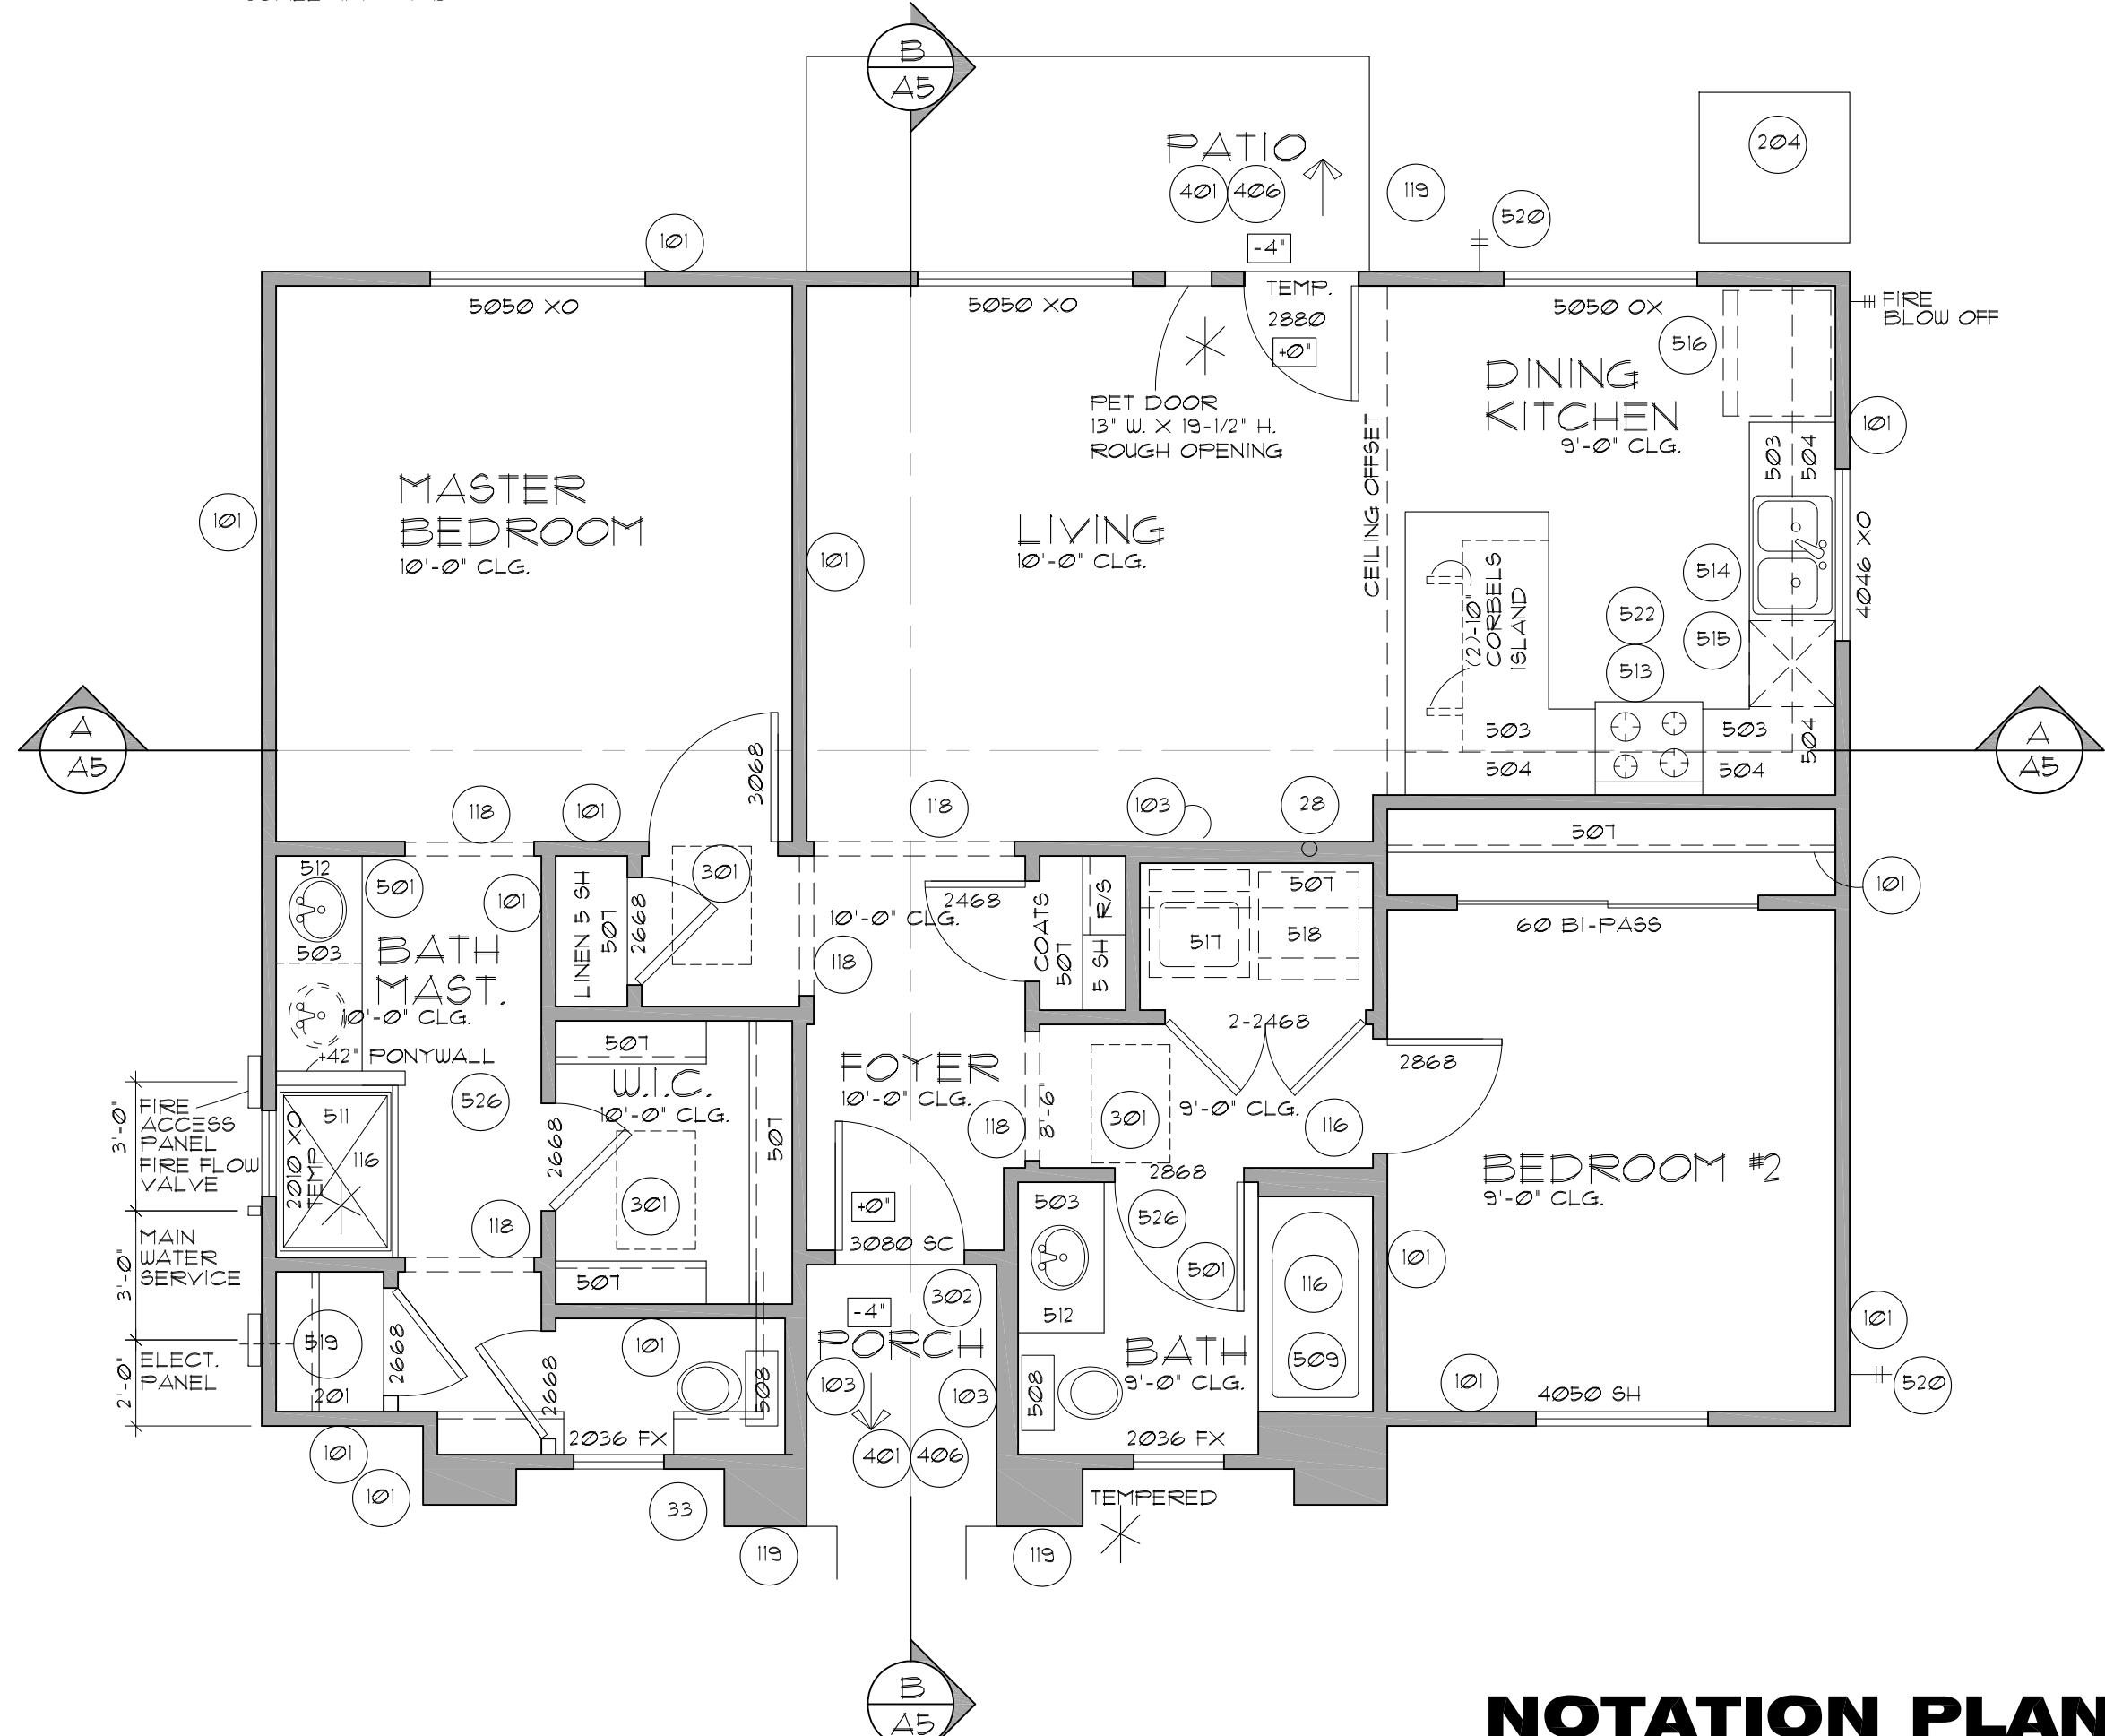 B
A5
PATIO
401 406
119
204
520
101
-4"
5050 XO
5050 XO
TEMP.
2880
+0"
5050 OX
516
FIRE
BLOW OFF
DINING
KITCHEN
9'-0" CLG.
PET DOOR
13" W. X 19-1/2" H.
ROUGH OPENING
CEILING OFFSET
503
504
101
MASTER
BEDROOM
10'-0" CLG.
101
101
LIVING
10'-0" CLG.
4046 XO
514
515
522
513
(2)-10"
CORBELS
ISLAND
503
504
503
504
504
A
A5
A
A5
3068
118
101
118
103
28
507
101
60 BI-PASS
512
501
101
503
BATH
MAST.
10'-0" CLG.
+42" PONYWALL
LINEN 5 SH
507
2668
301
10'-0" CLG.
118
2468
COATS
507
R/S
5 SH
507
517
518
2-2468
2868
507
W.I.C.
10'-0" CLG.
507
FOYER
10'-0" CLG.
118
8'-6"
301
9'-0" CLG.
116
526
3'-0"
FIRE
ACCESS
PANEL
FIRE FLOW
VALVE
2010 XO
TEMP
511
116
2668
301
2868
BEDROOM #2
9'-0" CLG.
MAIN
WATER
SERVICE
3'-0"
118
507
+0"
3080 SC
503
526
501
512
116
101
101
-4"
302
PORCH
519
201
2668
2668
101
508
103
103
508
BATH
9'-0" CLG.
509
101
4050 SH
520
ELECT.
PANEL
2'-0"
2036 FX
401 406
2036 FX
101
101
33
TEMPERED
119
119
B
A5
NOTATION PLAN